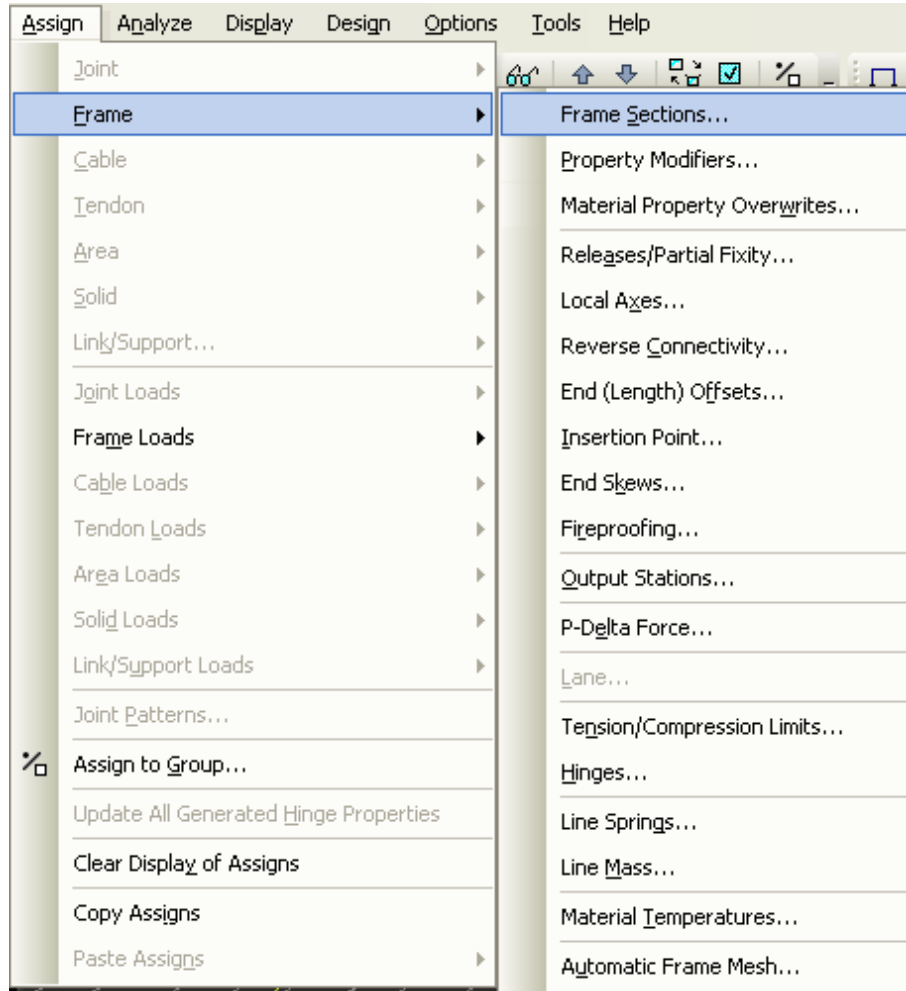 Assign Analyze Display Design Options Tools Help
Joint
Frame
Cable
Tendon
Area
Solid
Link/Support...
Joint Loads
Frame Loads
Cable Loads
Tendon Loads
Area Loads
Solid Loads
Link/Support Loads
Joint Patterns...
Assign to Group...
Update All Generated Hinge Properties
Clear Display of Assigns
Copy Assigns
Paste Assigns
Frame Sections...
Property Modifiers...
Material Property Overwrites...
Releases/Partial Fixity...
Local Axes...
Reverse Connectivity...
End (Length) Offsets...
Insertion Point...
End Skews...
Fireproofing...
Output Stations...
P-Delta Force...
Lane...
Tension/Compression Limits...
Hinges...
Line Springs...
Line Mass...
Material Temperatures...
Automatic Frame Mesh...